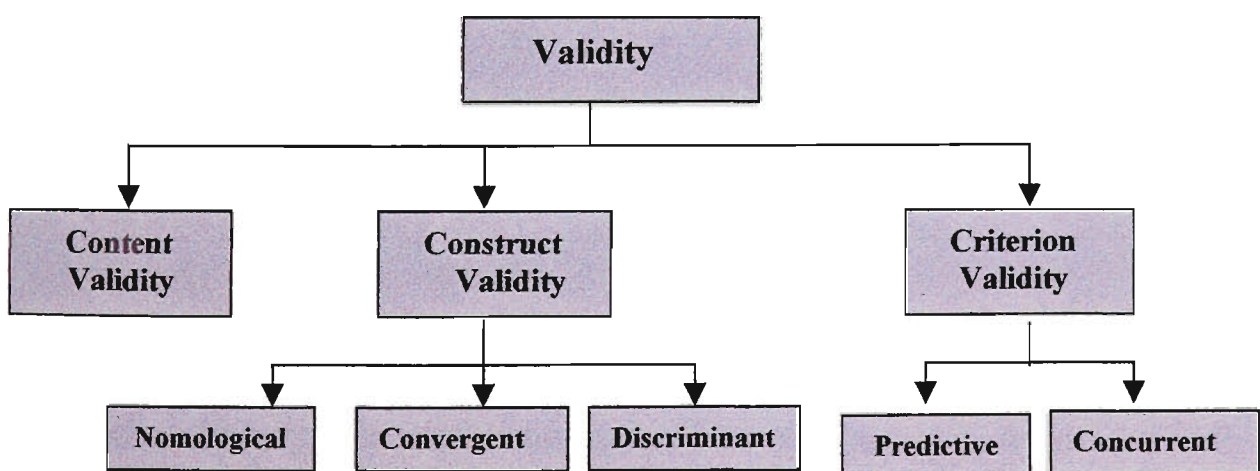 Validity
Content
Validity
Construct
Validity
Criterion
Validity
Nomological
Convergent
Discriminant
Predictive
Concurrent